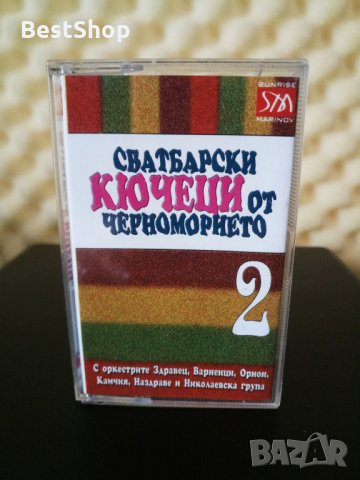 BestShop
SUNRISE
SM
MARINOV
СВАТБАРСКИ
КЮЧЕЦИ ОТ
ЧЕРНОМОРИЕТО
2
С оркестрите Здравец, Варненци, Орион,
Камчия, Наздраве и Николаевска група
BAZAR